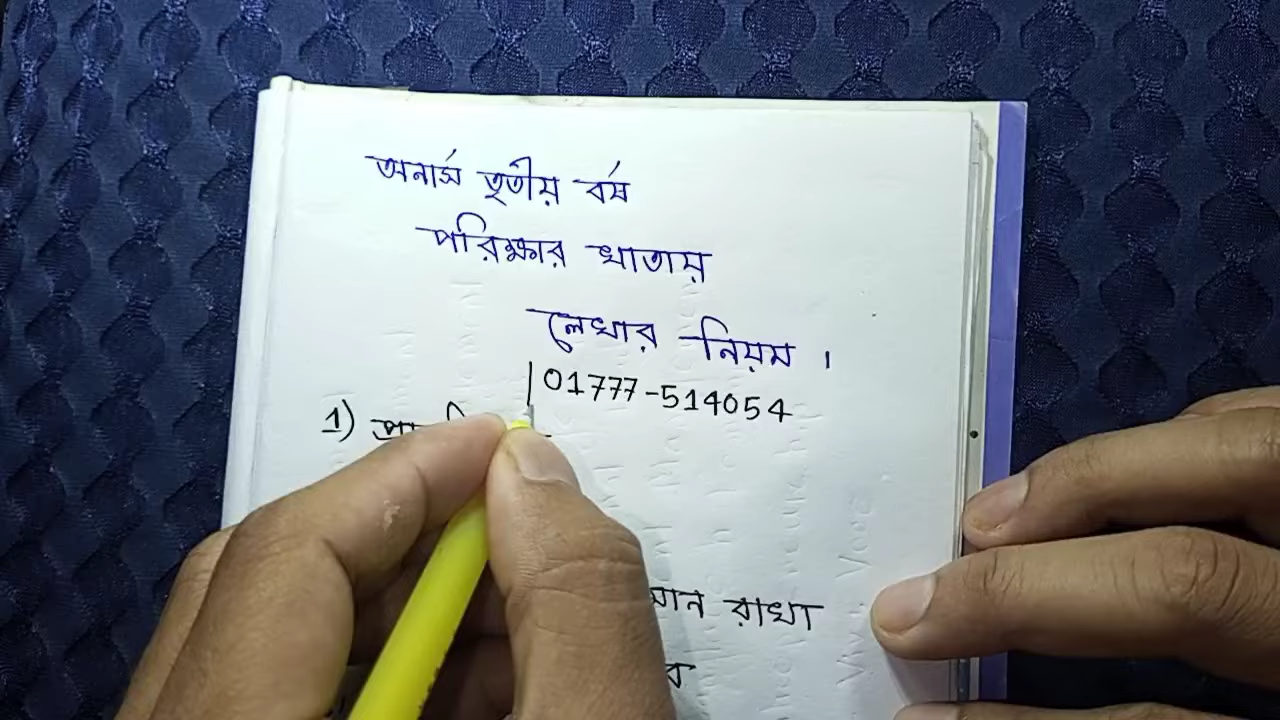 অনার্স তৃতীয় বর্ষ
পরিক্ষার খাতায়
লেখার নিয়ম ।
01777-514054
1)
রাখা